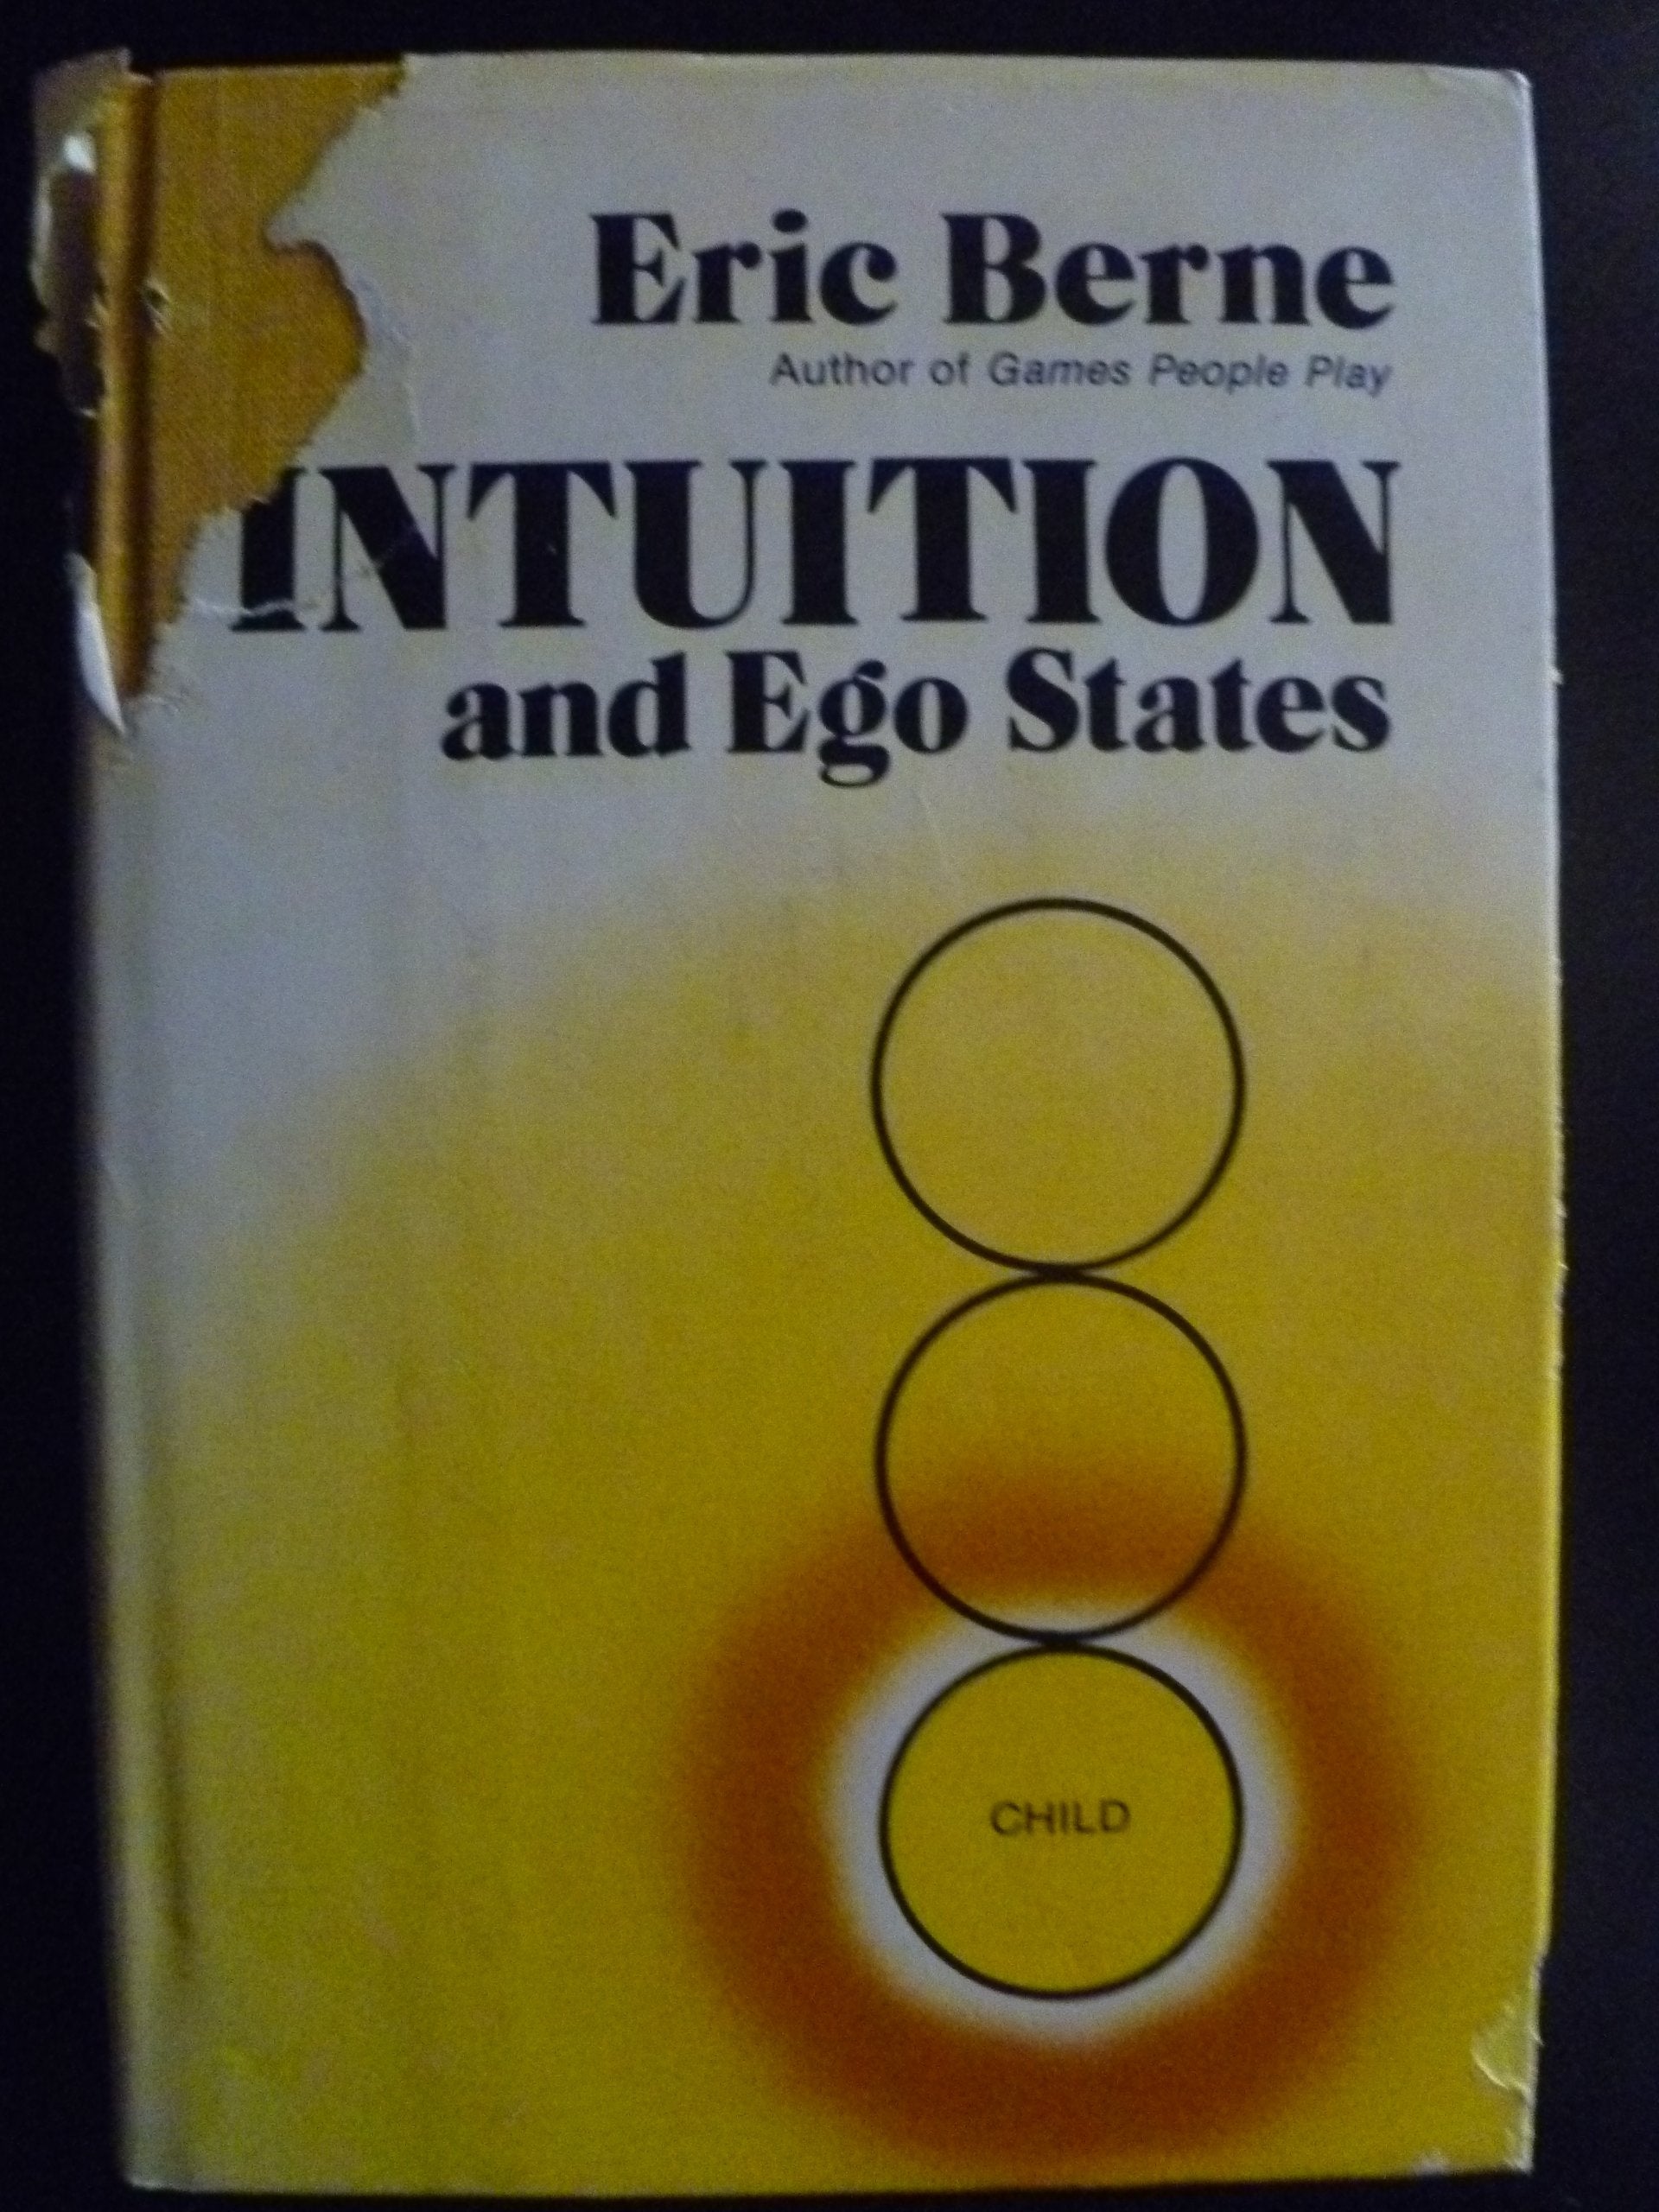 Eric Berne
Author of Games People Play
INTUITION
and Ego States
CHILD